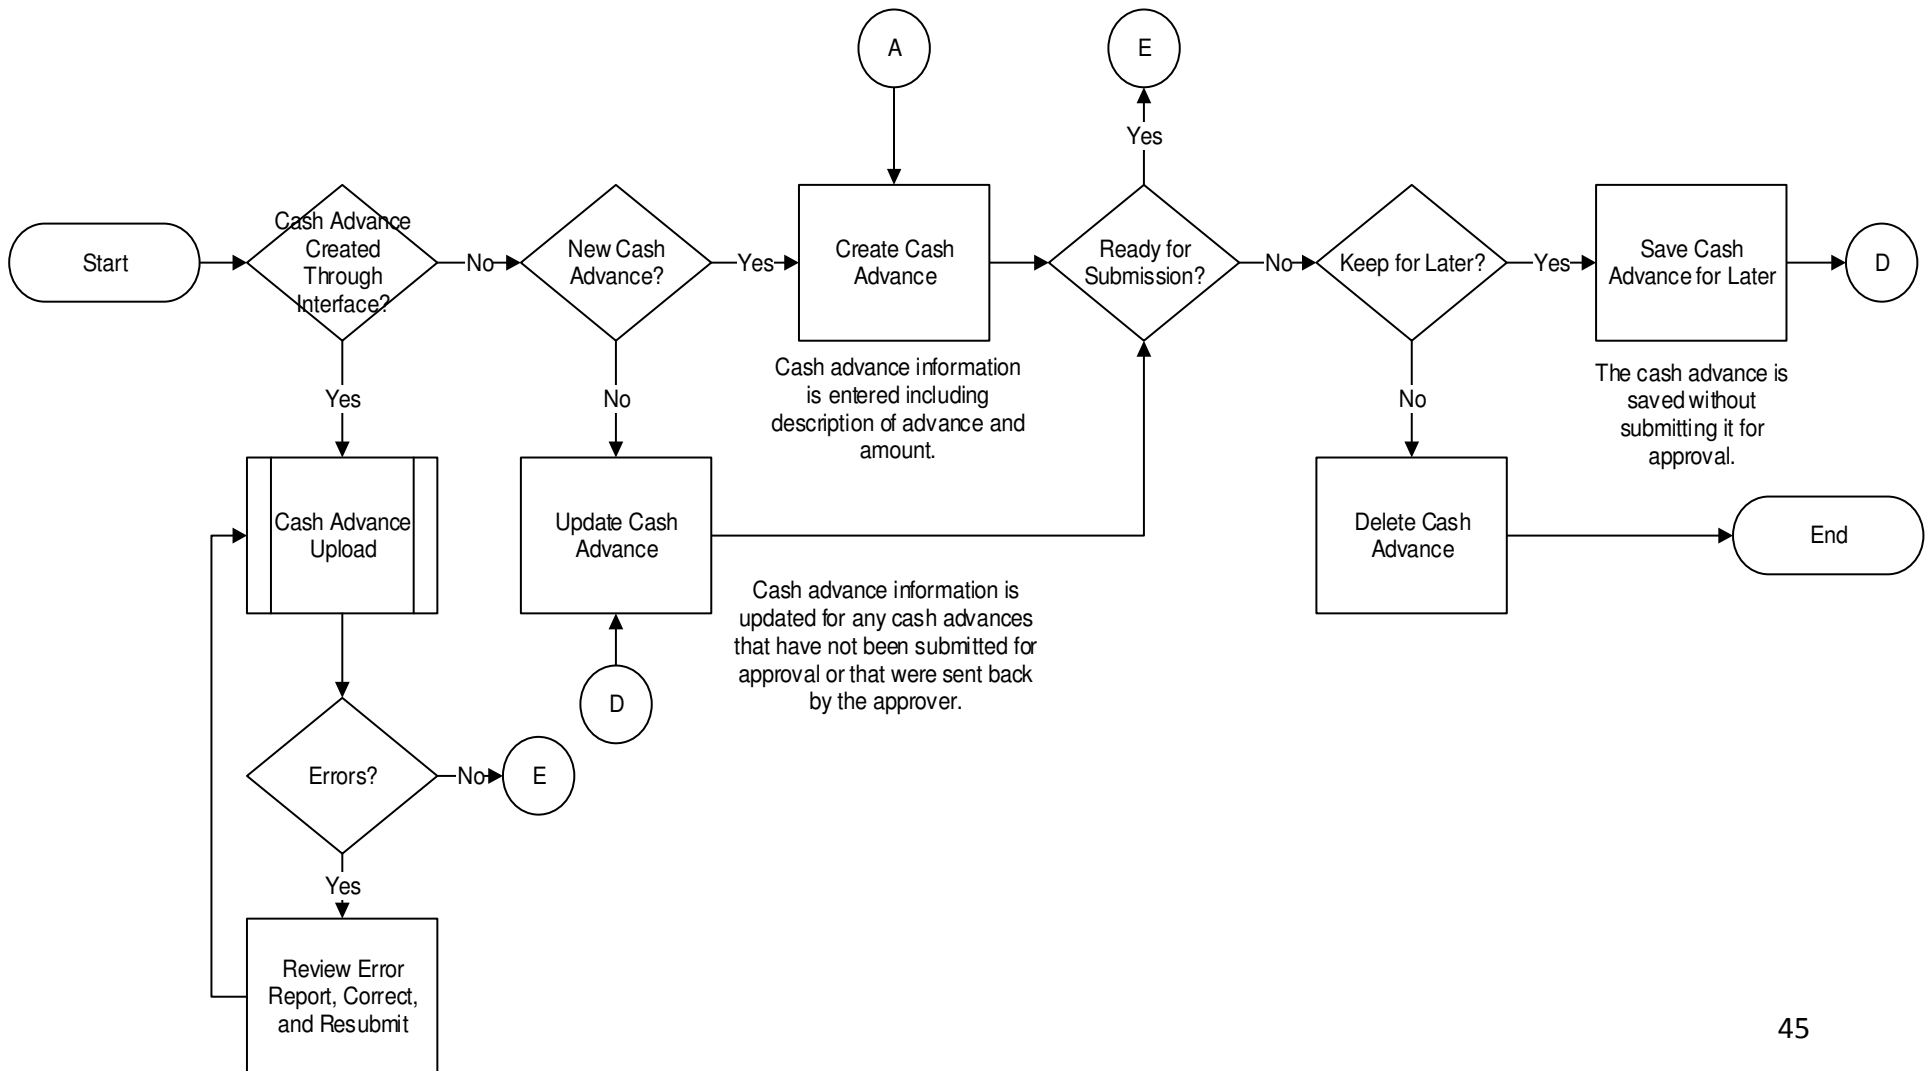 A
E
Yes
Start
Cash Advance
Created
Through
Interface?
No
New Cash
Advance?
Yes
Create Cash
Advance
Ready for
Submission?
No
Keep for Later?
Yes
Save Cash
Advance for Later
D
Cash advance information
is entered including
description of advance and
amount.
The cash advance is
saved without
submitting it for
approval.
Yes
No
No
Cash Advance
Upload
Update Cash
Advance
Delete Cash
Advance
End
Cash advance information is
updated for any cash advances
that have not been submitted for
approval or that were sent back
by the approver.
D
Errors?
No
E
Yes
Review Error
Report, Correct,
and Resubmit
45